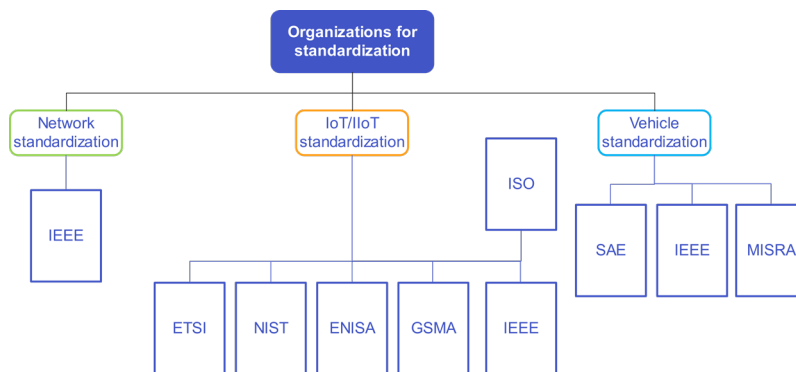 Organizations for
standardization
Network
standardization
IoT/IIoT
standardization
Vehicle
standardization
ISO
IEEE
SAE
IEEE
MISRA
ETSI
NIST
ENISA
GSMA
IEEE